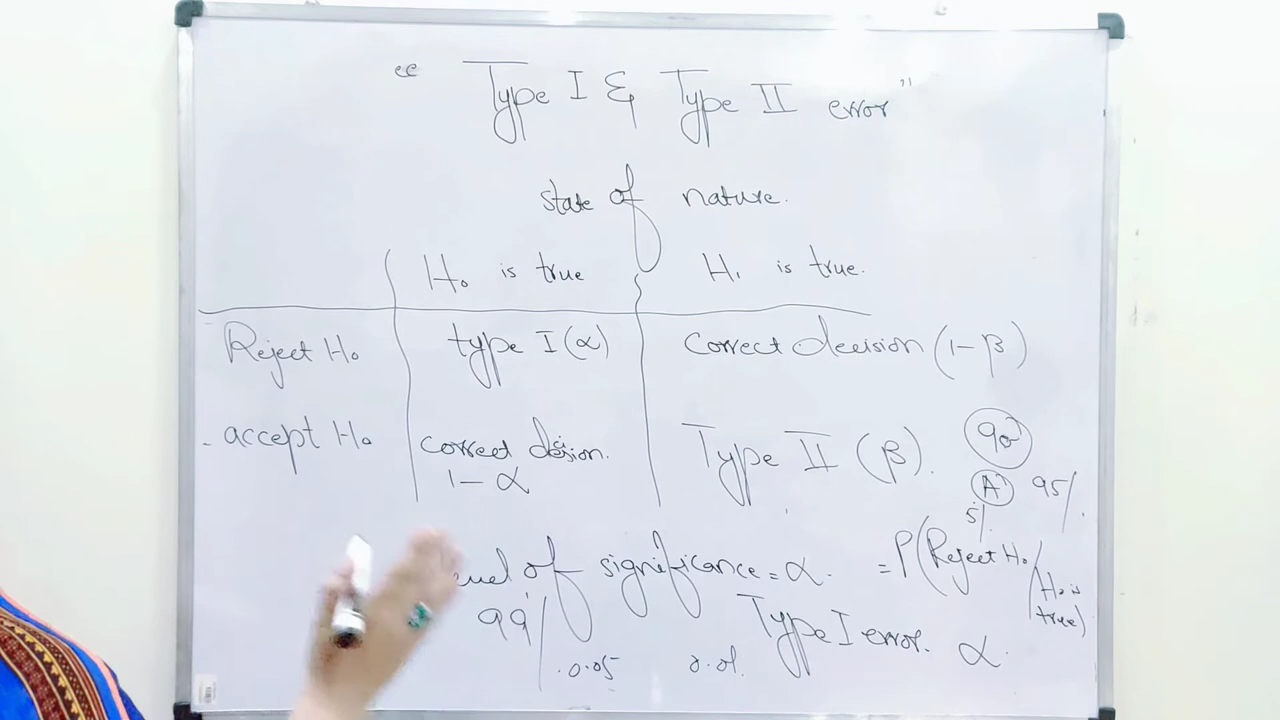 " Type I & Type II error "
state of nature.
H₀ is true H₁ is true.
Reject H₀ type I (α) Correct decision (1-β)
- accept H₀ correct desion. Type II (β). 90
1-α A 95%.
5%
of significance = α. = P(Reject H₀/H₀ is true)
99% Type I error. α.
.0.05 0.01.